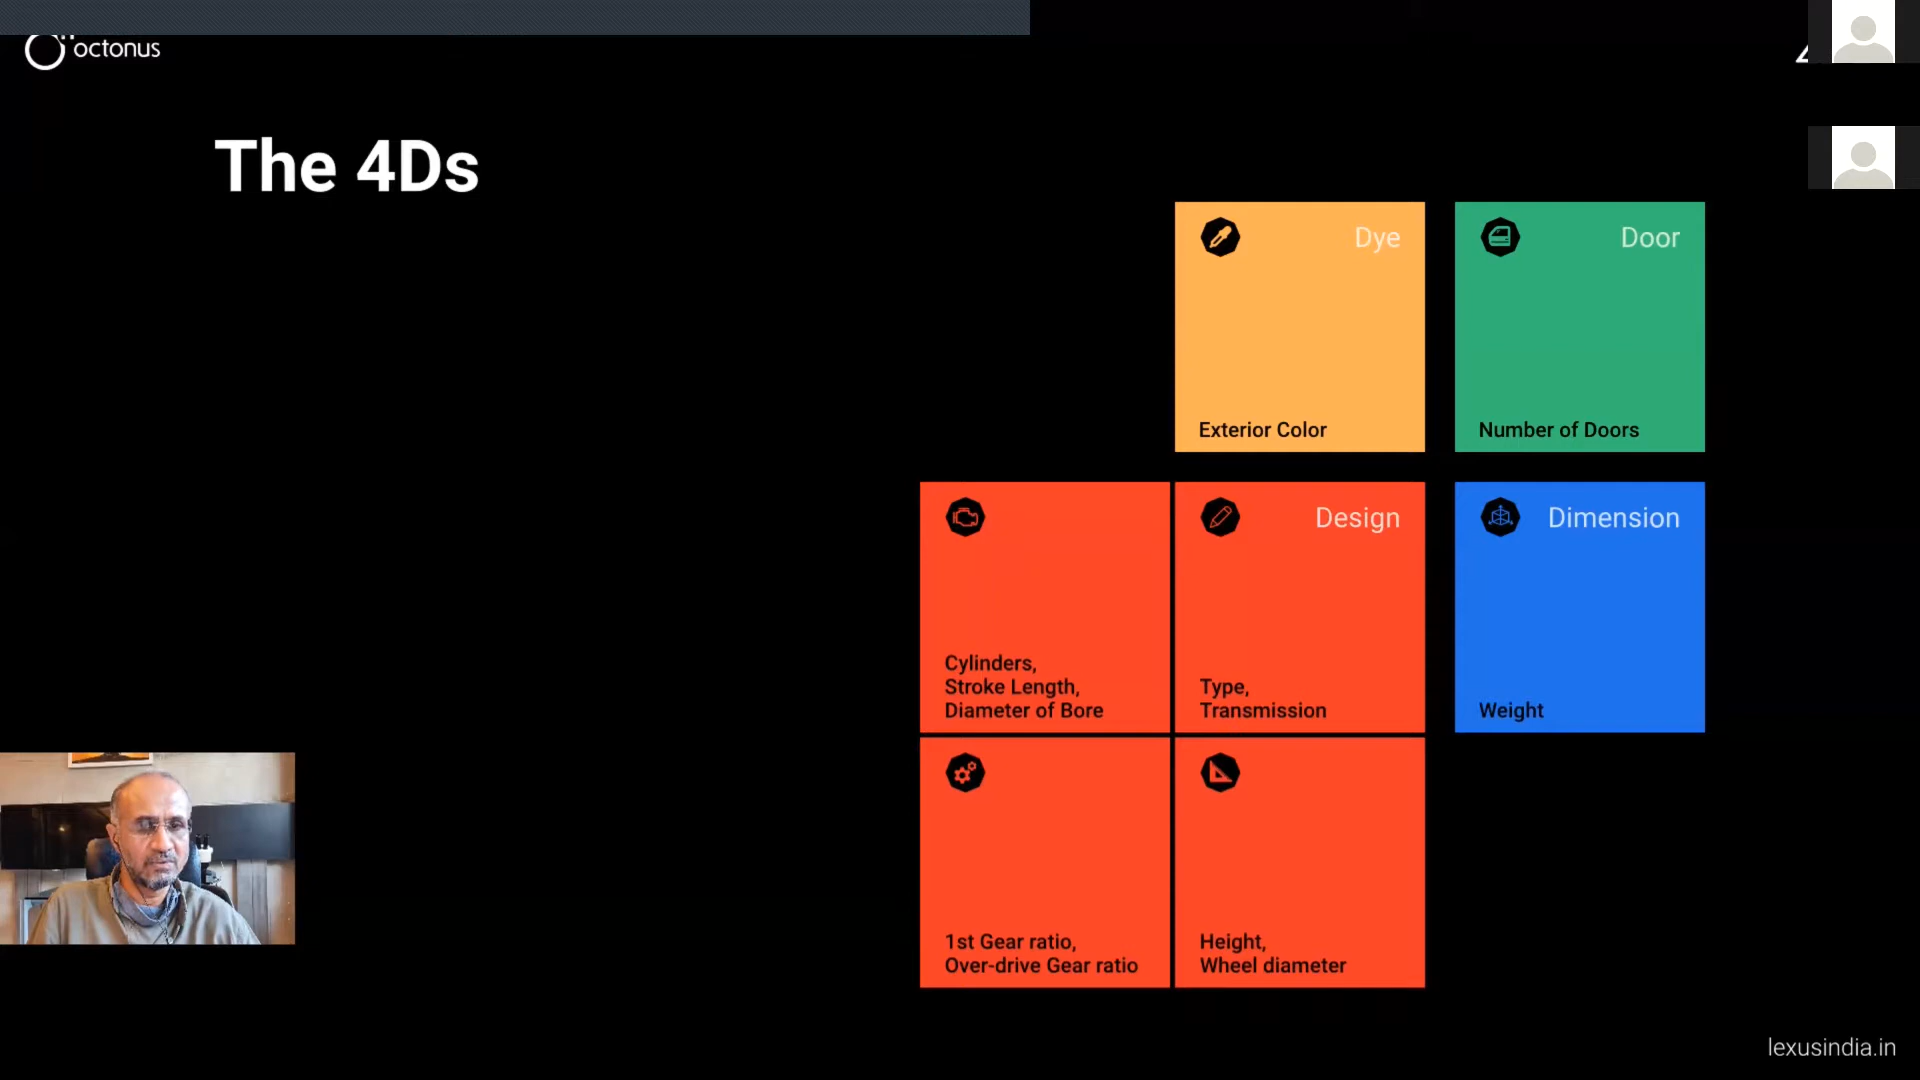 octonus
The 4Ds
Dye
Exterior Color
Door
Number of Doors
Cylinders,
Stroke Length,
Diameter of Bore
Design
Type,
Transmission
Dimension
Weight
1st Gear ratio,
Over-drive Gear ratio
Height,
Wheel diameter
lexusindia.in